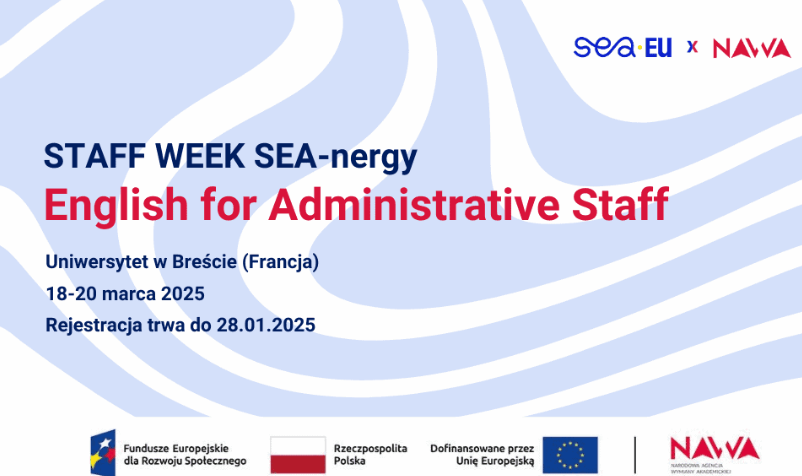 sea·EU x NAWA
STAFF WEEK SEA-nergy
English for Administrative Staff
Uniwersytet w Breście (Francja)
18-20 marca 2025
Rejestracja trwa do 28.01.2025
Fundusze Europejskie
dla Rozwoju Społecznego
Rzeczpospolita
Polska
Dofinansowane przez
Unię Europejską
NAWA
NARODOWA AGENCJA
WYMIANY AKADEMICKIEJ